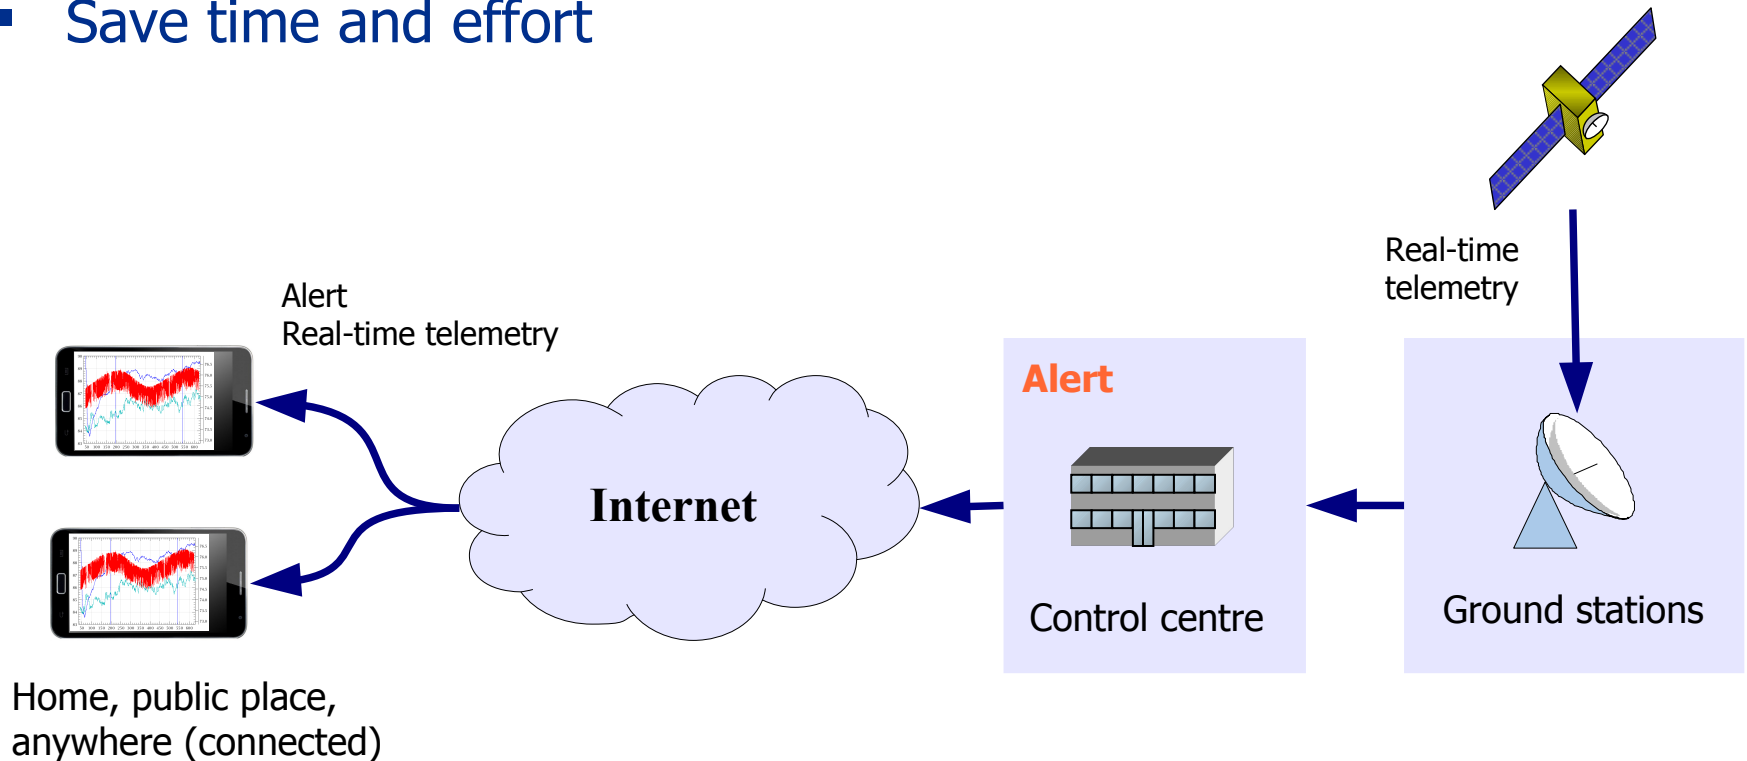 ▪ Save time and effort
Real-time
telemetry
Alert
Real-time telemetry
Alert
Internet
Control centre
Ground stations
Home, public place,
anywhere (connected)